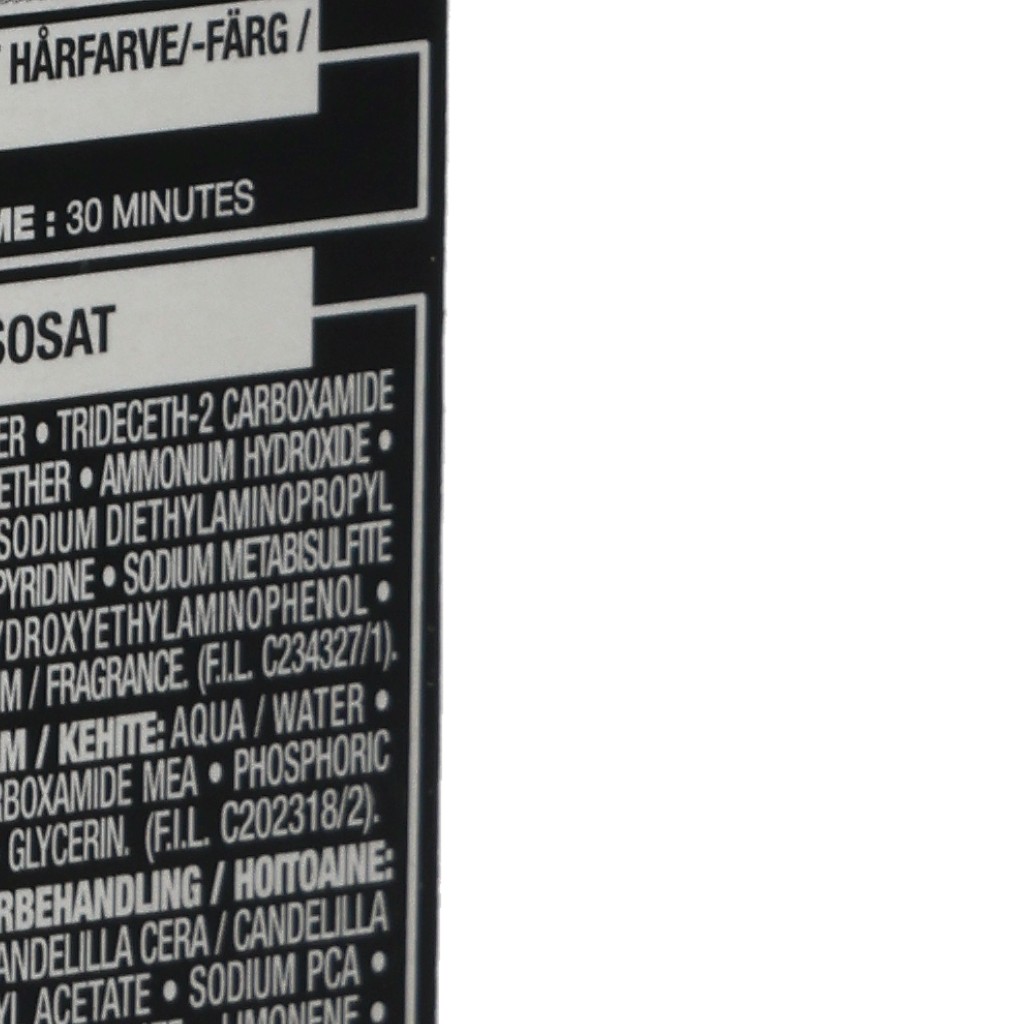 HÅRFARVE/-FÄRG /
ME : 30 MINUTES
SOSAT
ER • TRIDECETH-2 CARBOXAMIDE
ETHER • AMMONIUM HYDROXIDE •
SODIUM DIETHYLAMINOPROPYL
PYRIDINE • SODIUM METABISULFITE
YDROXYETHYLAMINOPHENOL •
M / FRAGRANCE. (F.I.L. C234327/1).
M / KEHITE: AQUA / WATER •
RBOXAMIDE MEA • PHOSPHORIC
GLYCERIN. (F.I.L. C202318/2).
RBEHANDLING / HOITOAINE:
ANDELILLA CERA / CANDELILLA
YL ACETATE • SODIUM PCA •
LIMONENE •